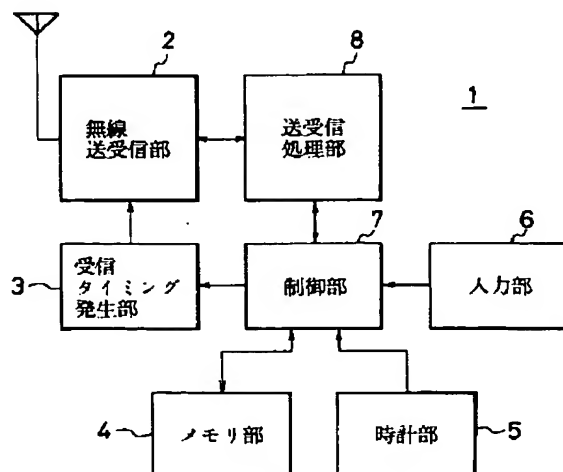 2
8
1
無線
送受信部
送受信
処理部
7
6
3
受信
タイミング
発生部
制御部
入力部
4
メモリ部
時計部
5